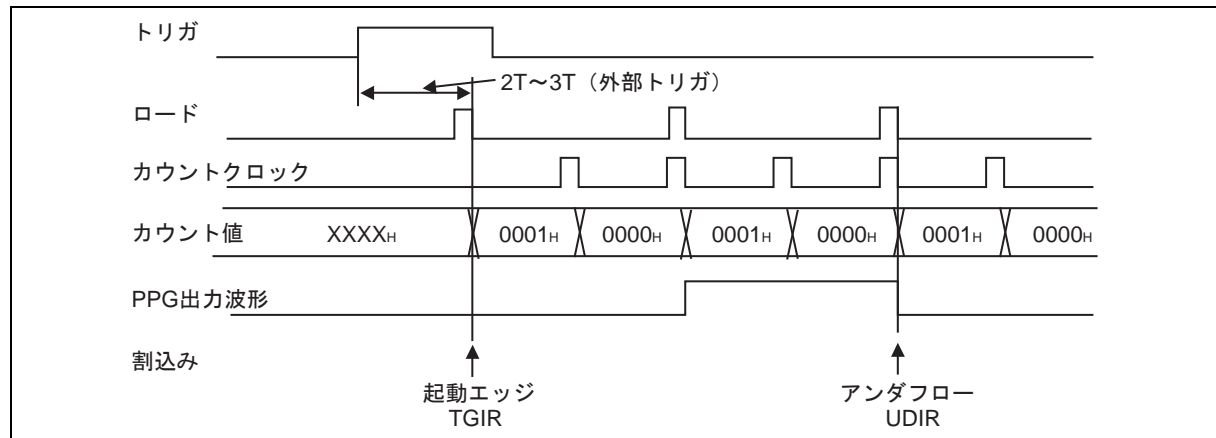 トリガ
2T～3T（外部トリガ）
ロード
カウントクロック
カウント値 XXXXH 0001H 0000H 0001H 0000H 0001H 0000H
PPG出力波形
割込み
起動エッジ アンダフロー
TGIR UDIR